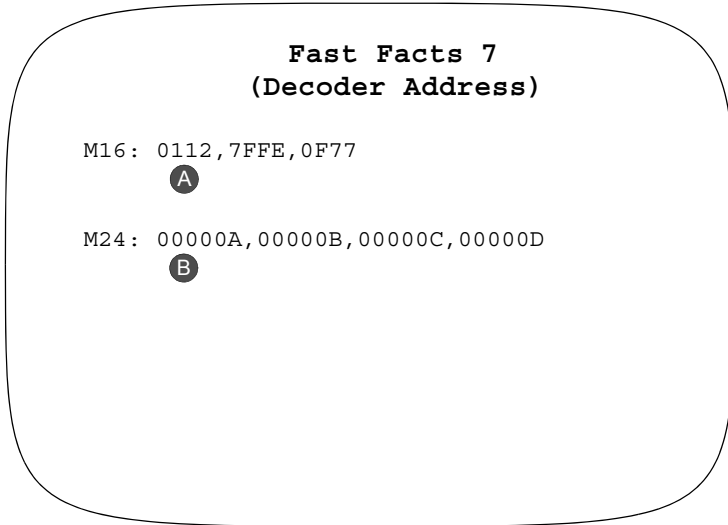 Fast Facts 7
(Decoder Address)
M16: 0112,7FFE,0F77
A
M24: 00000A,00000B,00000C,00000D
B